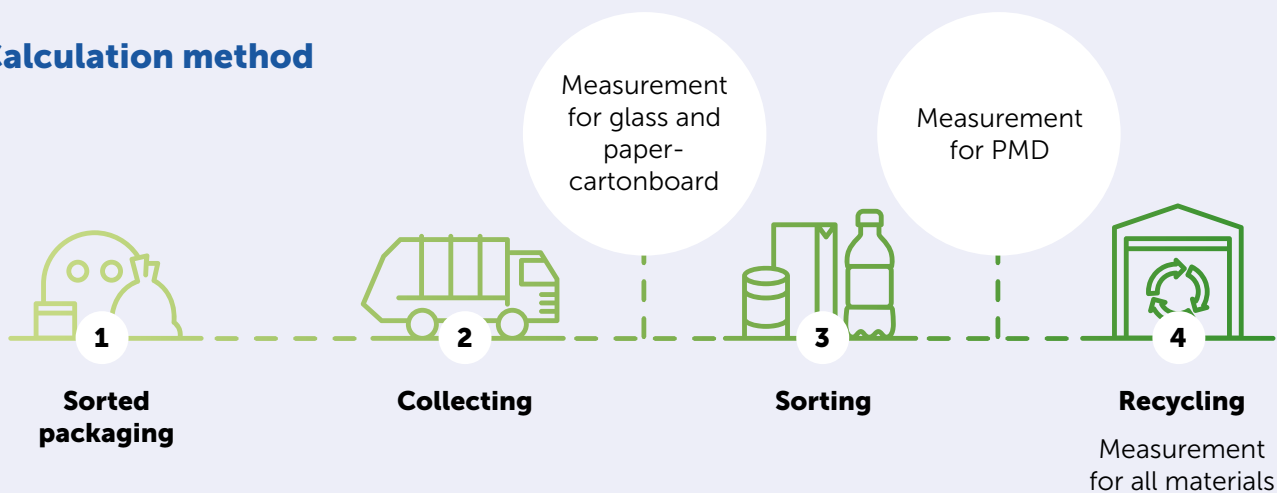 Calculation method
Measurement
for glass and
paper-
cartonboard
Measurement
for PMD
1
2
3
4
Sorted
packaging
Collecting
Sorting
Recycling
Measurement
for all materials